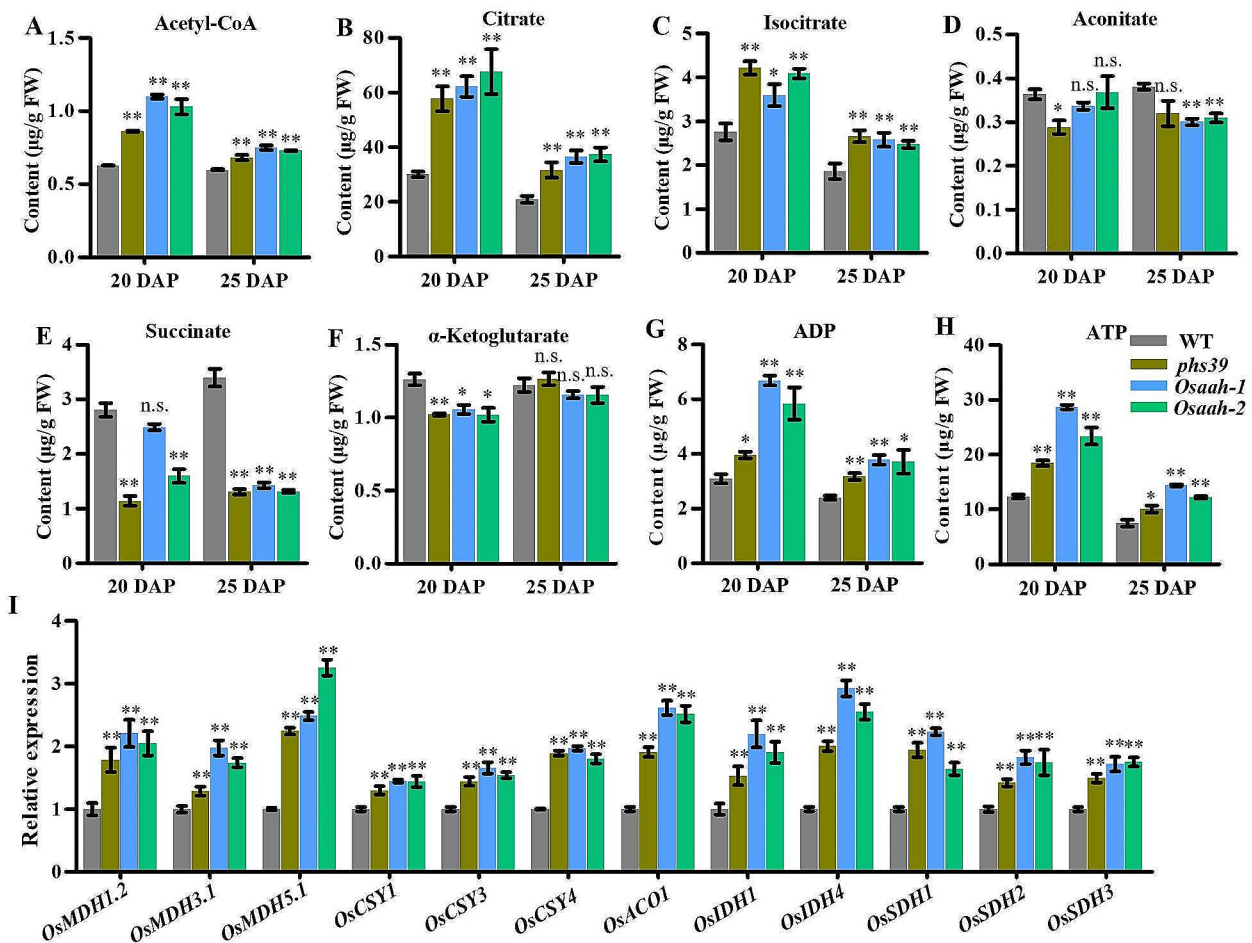 A Acetyl-CoA
Content (µg/g FW)
1.5
1.0
0.5
0.0
** ** ** ** ** **
20 DAP 25 DAP
B Citrate
Content (µg/g FW)
80
60
40
20
0
** ** ** ** ** **
20 DAP 25 DAP
C Isocitrate
Content (µg/g FW)
5
4
3
2
1
0
** * ** ** ** **
20 DAP 25 DAP
D Aconitate
Content (µg/g FW)
0.5
0.4
0.3
0.2
0.1
0.0
* n.s. n.s. n.s. ** **
20 DAP 25 DAP
E Succinate
Content (µg/g FW)
4
3
2
1
0
** n.s. ** ** ** **
20 DAP 25 DAP
F α-Ketoglutarate
Content (µg/g FW)
1.5
1.0
0.5
0.0
** * * n.s. n.s. n.s.
20 DAP 25 DAP
G ADP
Content (µg/g FW)
8
6
4
2
0
* ** ** ** ** *
20 DAP 25 DAP
H ATP
Content (µg/g FW)
40
30
20
10
0
** ** ** * ** **
20 DAP 25 DAP
WT
phs39
Osaah-1
Osaah-2
I
Relative expression
4
3
2
1
0
** ** ** ** ** ** ** ** ** ** ** ** ** ** ** ** ** ** ** ** ** ** ** ** ** ** ** ** ** ** ** ** ** ** ** **
OsMDH1.2 OsMDH3.1 OsMDH5.1 OsCSY1 OsCSY3 OsCSY4 OsACO1 OsIDH1 OsIDH4 OsSDH1 OsSDH2 OsSDH3